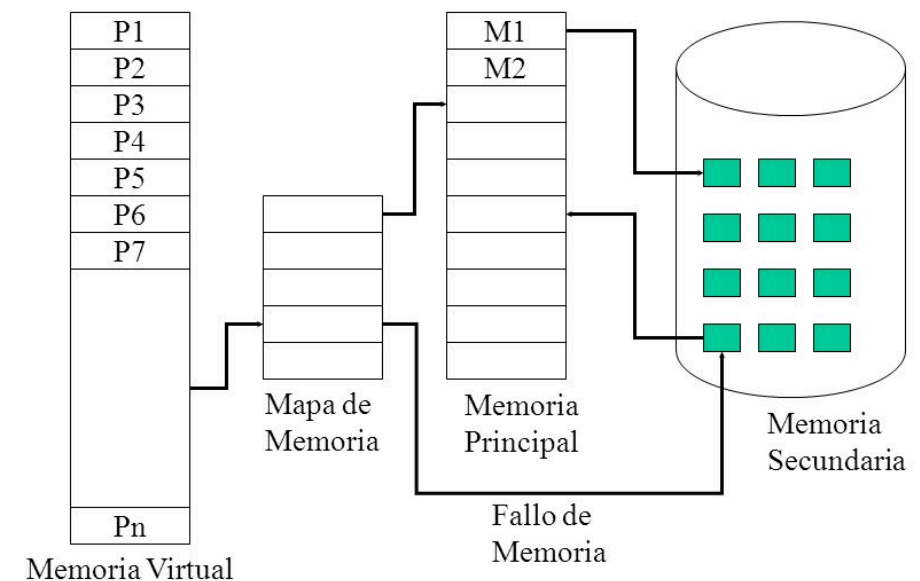 P1
P2
P3
P4
P5
P6
P7
Pn
Memoria Virtual
Mapa de
Memoria
M1
M2
Memoria
Principal
Fallo de
Memoria
Memoria
Secundaria